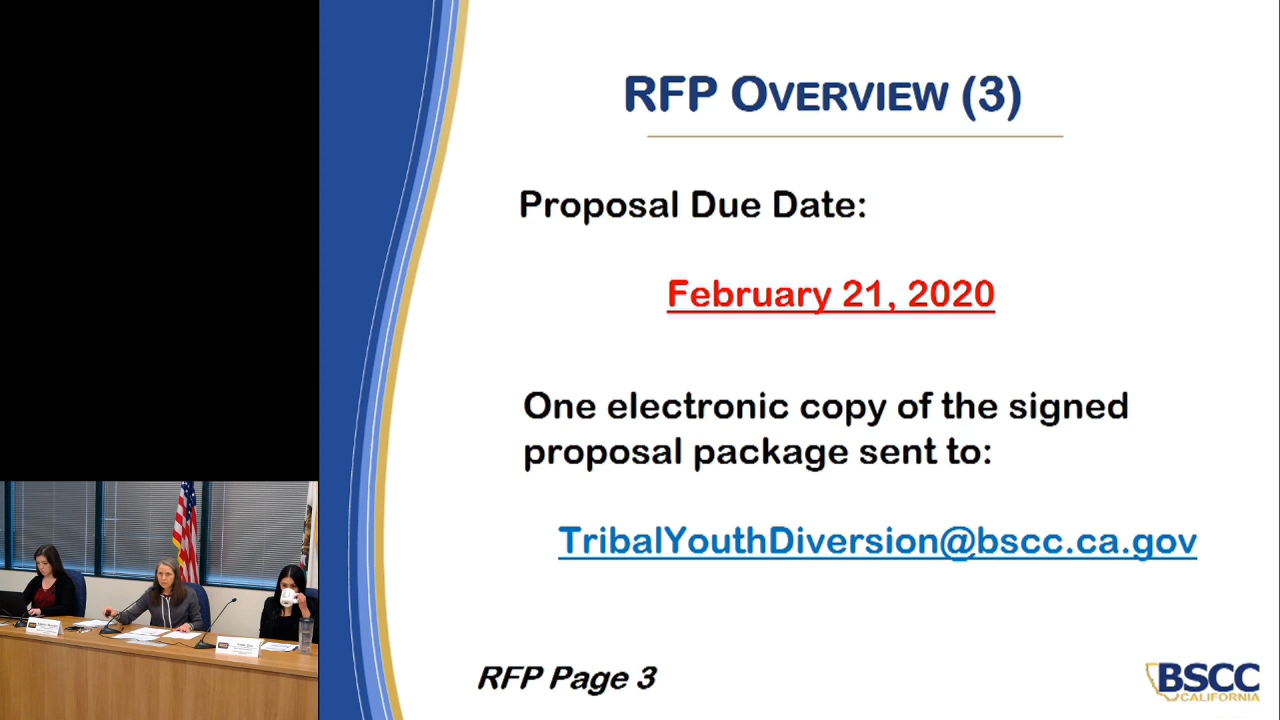 RFP OVERVIEW (3)
Proposal Due Date:
February 21, 2020
One electronic copy of the signed
proposal package sent to:
TribalYouthDiversion@bscc.ca.gov
RFP Page 3
BSCC
CALIFORNIA